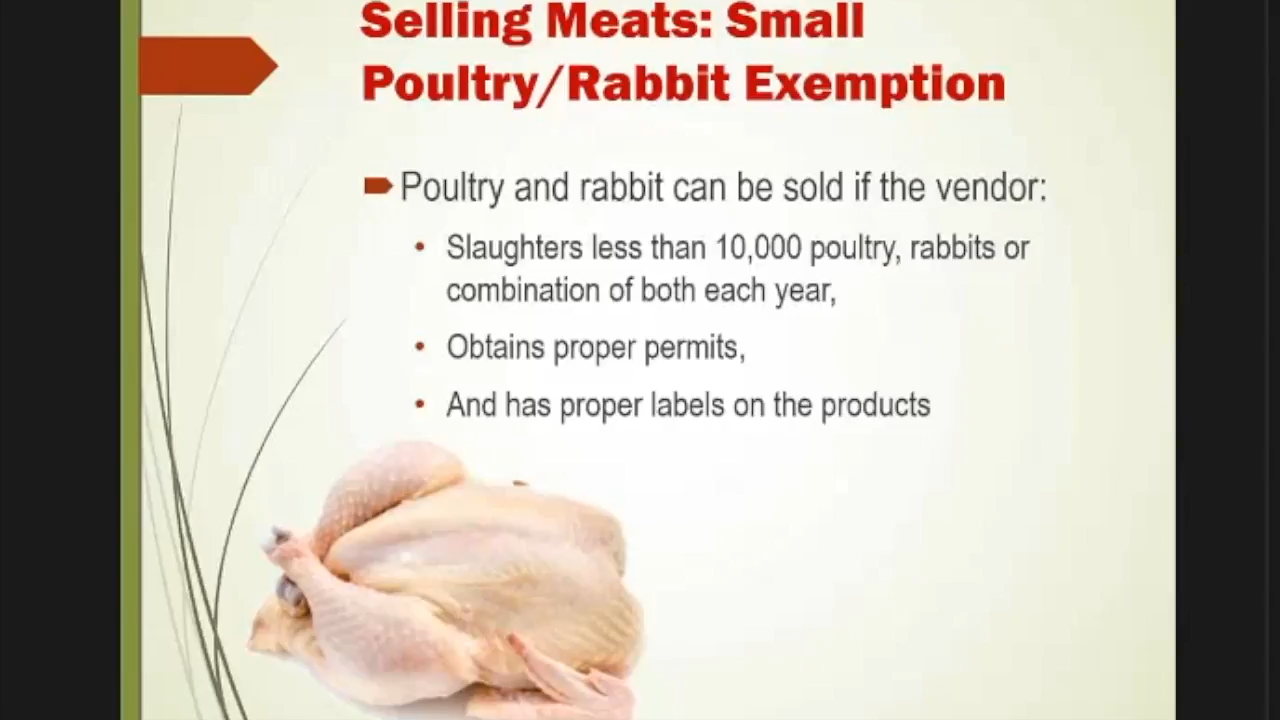 Selling Meats: Small
Poultry/Rabbit Exemption
Poultry and rabbit can be sold if the vendor:
• Slaughters less than 10,000 poultry, rabbits or
combination of both each year,
• Obtains proper permits,
• And has proper labels on the products